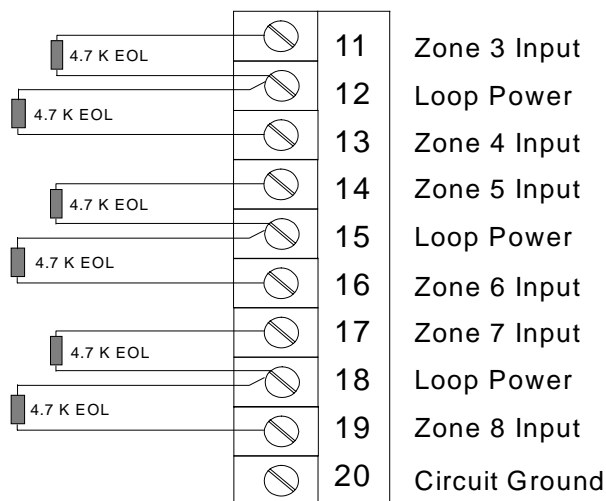 11 Zone 3 Input
4.7 K EOL
12 Loop Power
4.7 K EOL
13 Zone 4 Input
14 Zone 5 Input
4.7 K EOL
15 Loop Power
4.7 K EOL
16 Zone 6 Input
17 Zone 7 Input
4.7 K EOL
18 Loop Power
4.7 K EOL
19 Zone 8 Input
20 Circuit Ground